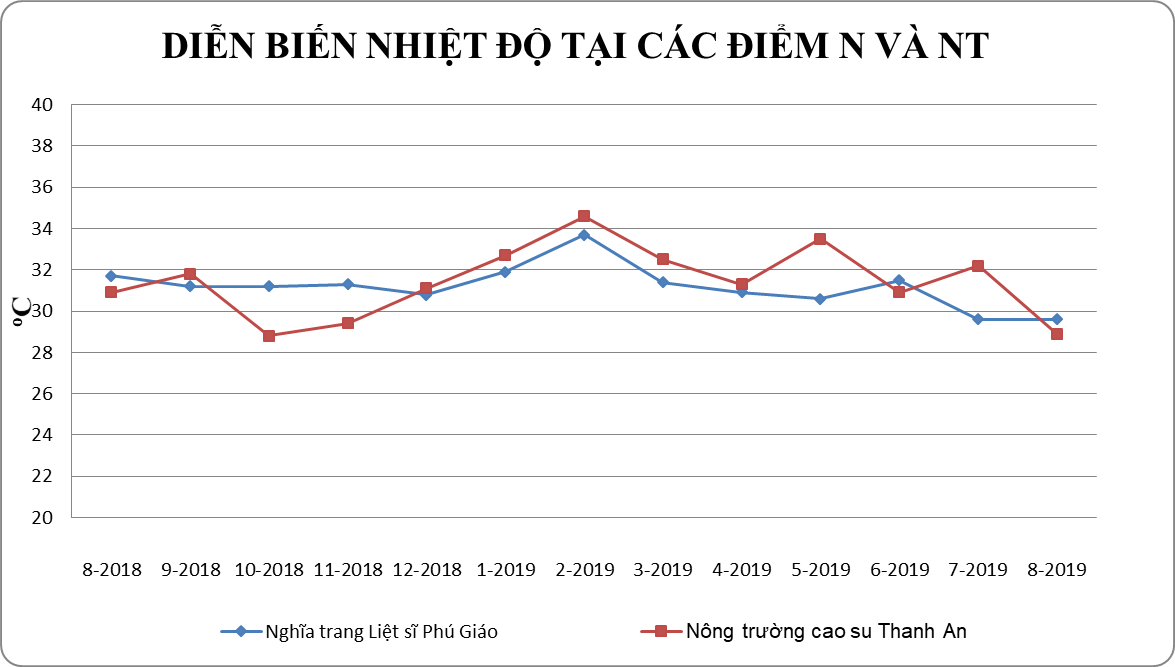 DIỄN BIẾN NHIỆT ĐỘ TẠI CÁC ĐIỂM N VÀ NT
40
38
36
34
32
30
28
26
24
22
20
ºC
8-2018 9-2018 10-2018 11-2018 12-2018 1-2019 2-2019 3-2019 4-2019 5-2019 6-2019 7-2019 8-2019
Nghĩa trang Liệt sĩ Phú Giáo Nông trường cao su Thanh An